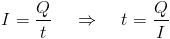 I = Q/t ⇒ t = Q/I